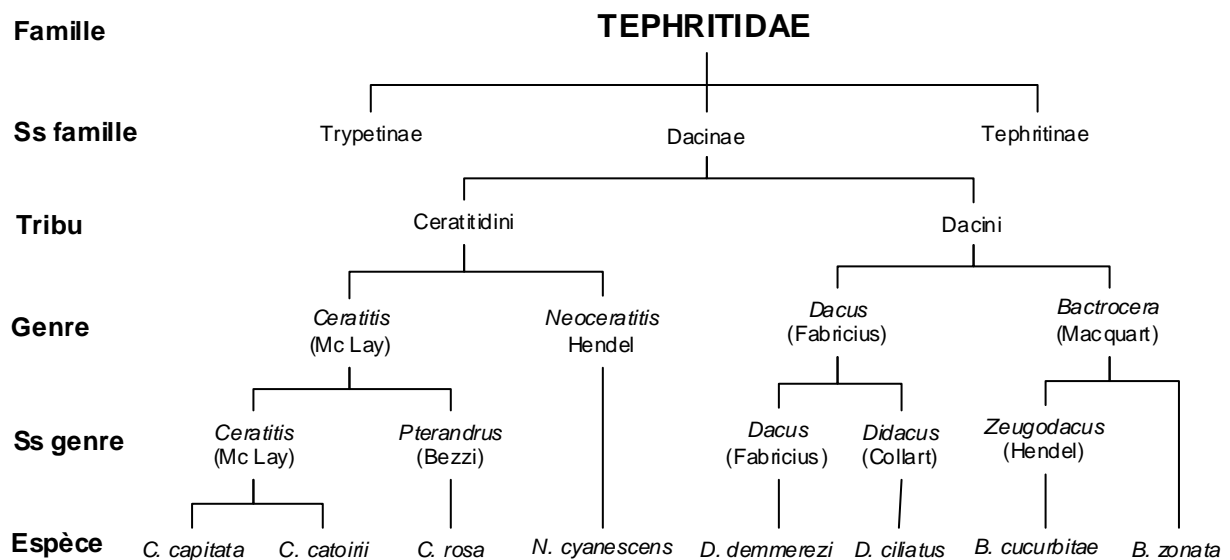 Famille
TEPHRITIDAE
Ss famille
Trypetinae
Dacinae
Tephritinae
Tribu
Ceratitidini
Dacini
Genre
Ceratitis
(Mc Lay)
Neoceratitis
Hendel
Dacus
(Fabricius)
Bactrocera
(Macquart)
Ss genre
Ceratitis
(Mc Lay)
Pterandrus
(Bezzi)
Dacus
(Fabricius)
Didacus
(Collart)
Zeugodacus
(Hendel)
Espèce
C. capitata
C. catoirii
C. rosa
N. cyanescens
D. demmerezi
D. ciliatus
B. cucurbitae
B. zonata